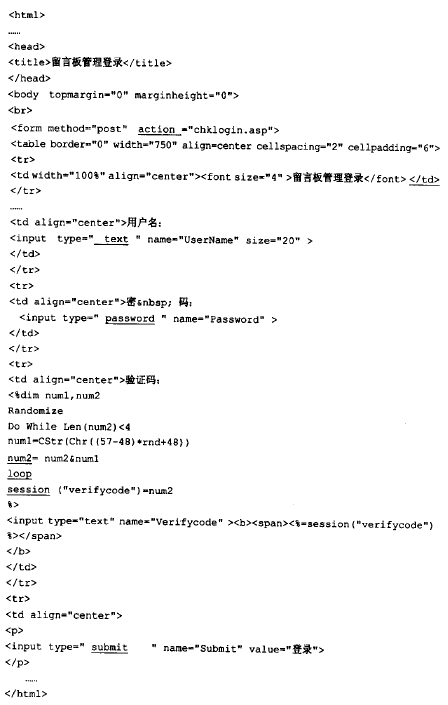 <html>
……
<head>
<title>留言板管理登录</title>
</head>
<body topmargin="0" marginheight="0">
<br>
<form method="post" action ="chklogin.asp">
<table border="0" width="750" align=center cellspacing="2" cellpadding="6">
<tr>
<td width="100%" align="center"><font size="4" >留言板管理登录</font> </td>
</tr>
……
<td align="center">用户名:
<input type=" text " name="UserName" size="20" >
</td>
</tr>
<tr>
<td align="center">密&nbsp; 码:
<input type=" password " name="Password" >
</td>
</tr>
<tr>
<td align="center">验证码:
<%dim num1,num2
Randomize
Do While Len(num2)<4
num1=CStr(Chr((57-48)*rnd+48))
num2= num2&num1
loop
session ("verifycode")=num2
%>
<input type="text" name="Verifycode" ><b><span><%=session("verifycode")
%></span>
</b>
</td>
</tr>
<tr>
<td align="center">
<p>
<input type=" submit " name="Submit" value="登录">
</p>
……
</html>